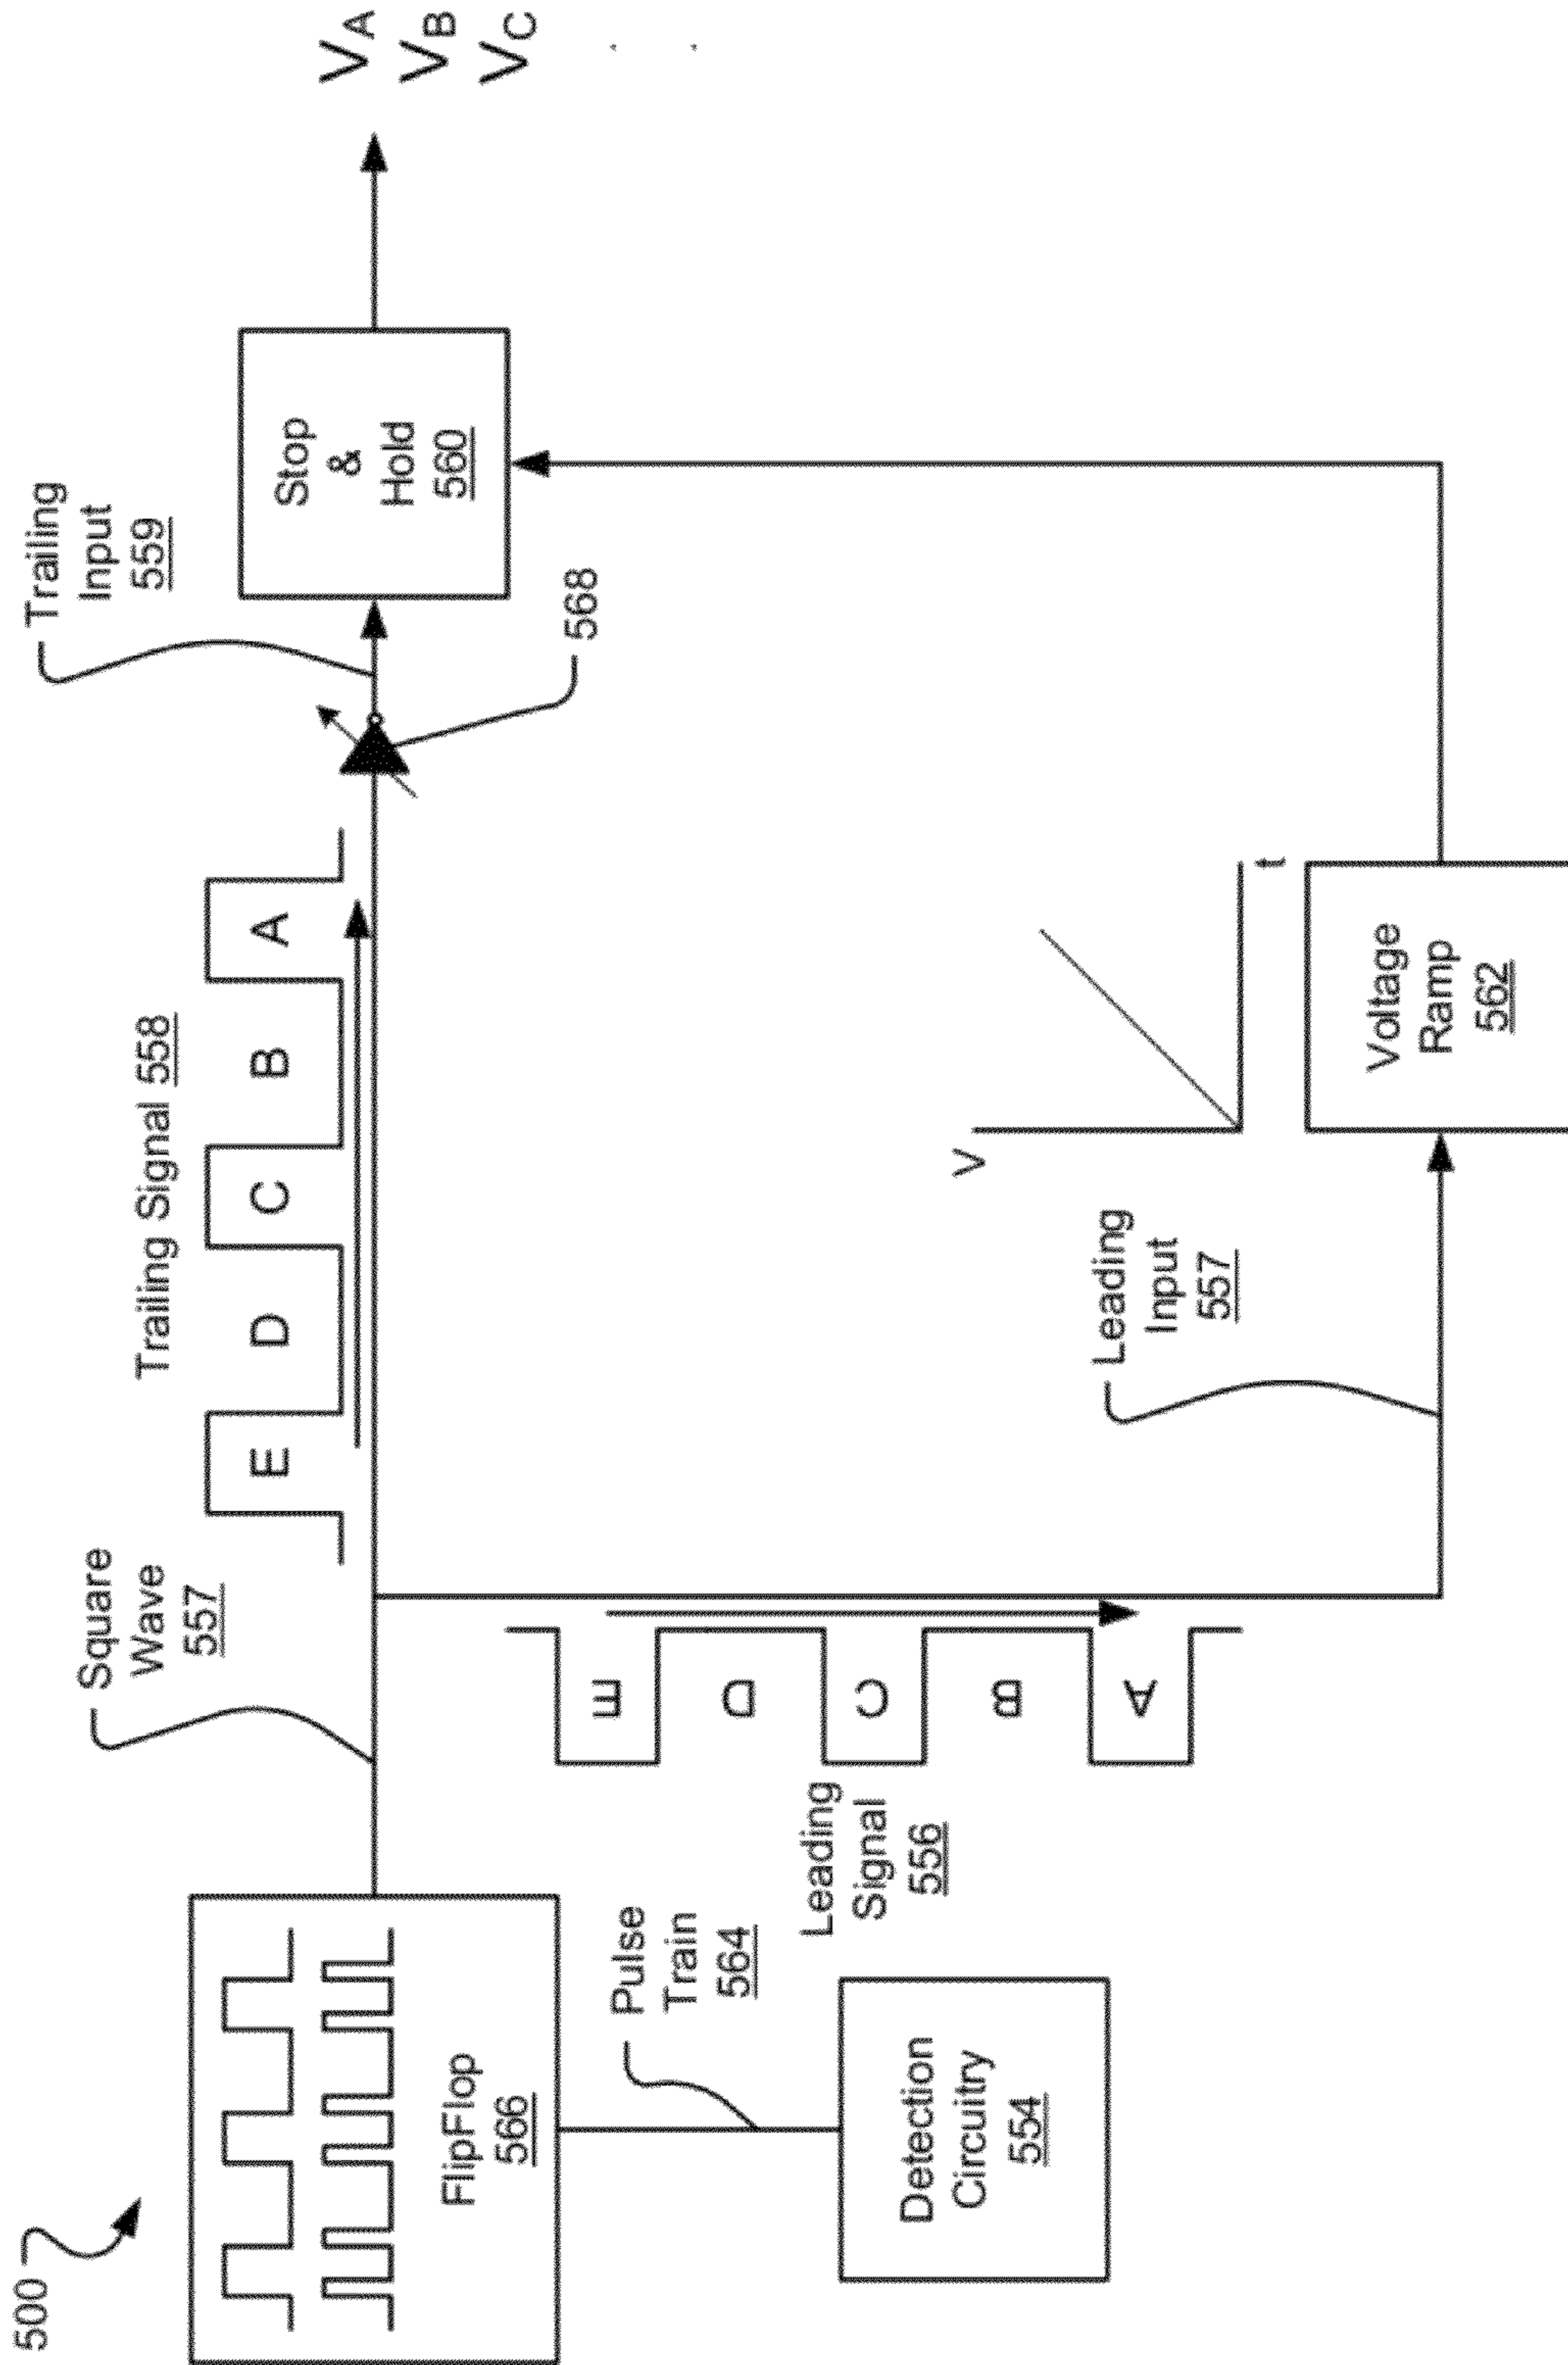 500
FlipFlop
566
Detection
Circuitry
554
Pulse
Train
564
Square
Wave
557
Leading
Signal
556
E
D
C
B
A
Trailing Signal 558
E
D
C
B
A
Leading
Input
557
V
t
Voltage
Ramp
562
568
Trailing
Input
559
Stop
&
Hold
560
VA
VB
VC